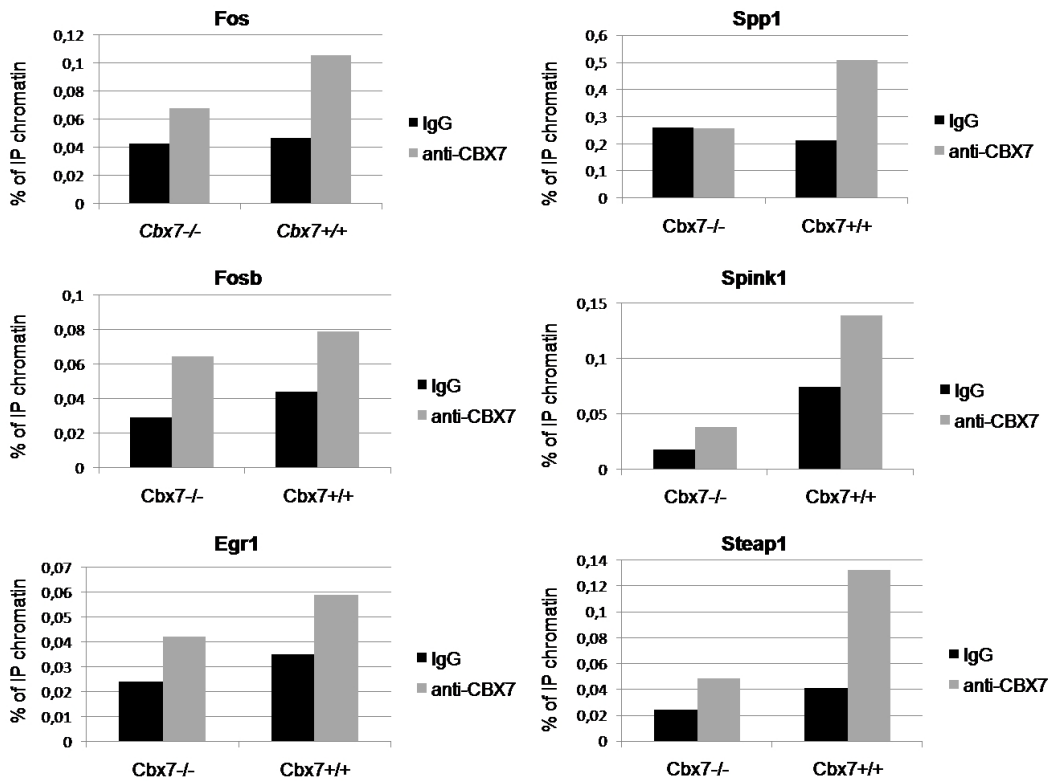 Fos
% of IP chromatin
0,12
0,1
0,08
0,06
0,04
0,02
0
Cbx7-/-
Cbx7+/+
IgG
anti-CBX7
Spp1
% of IP chromatin
0,6
0,5
0,4
0,3
0,2
0,1
0
Cbx7-/-
Cbx7+/+
IgG
anti-CBX7
Fosb
% of IP chromatin
0,1
0,08
0,06
0,04
0,02
0
Cbx7-/-
Cbx7+/+
IgG
anti-CBX7
Spink1
% of IP chromatin
0,15
0,1
0,05
0
Cbx7-/-
Cbx7+/+
IgG
anti-CBX7
Egr1
% of IP chromatin
0,07
0,06
0,05
0,04
0,03
0,02
0,01
0
Cbx7-/-
Cbx7+/+
IgG
anti-CBX7
Steap1
% of IP chromatin
0,14
0,12
0,1
0,08
0,06
0,04
0,02
0
Cbx7-/-
Cbx7+/+
IgG
anti-CBX7